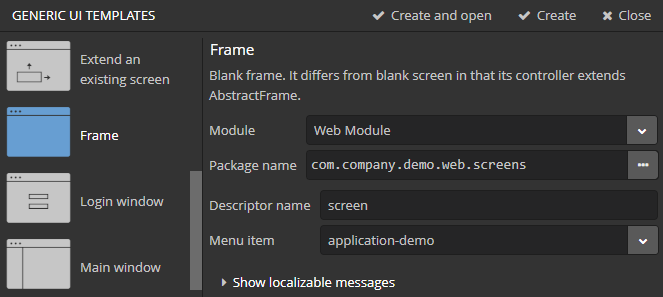 GENERIC UI TEMPLATES
Create and open
Create
Close
Extend an
existing screen
Frame
Login window
Main window
Frame
Blank frame. It differs from blank screen in that its controller extends
AbstractFrame.
Module
Web Module
Package name
com.company.demo.web.screens
Descriptor name
screen
Menu item
application-demo
Show localizable messages